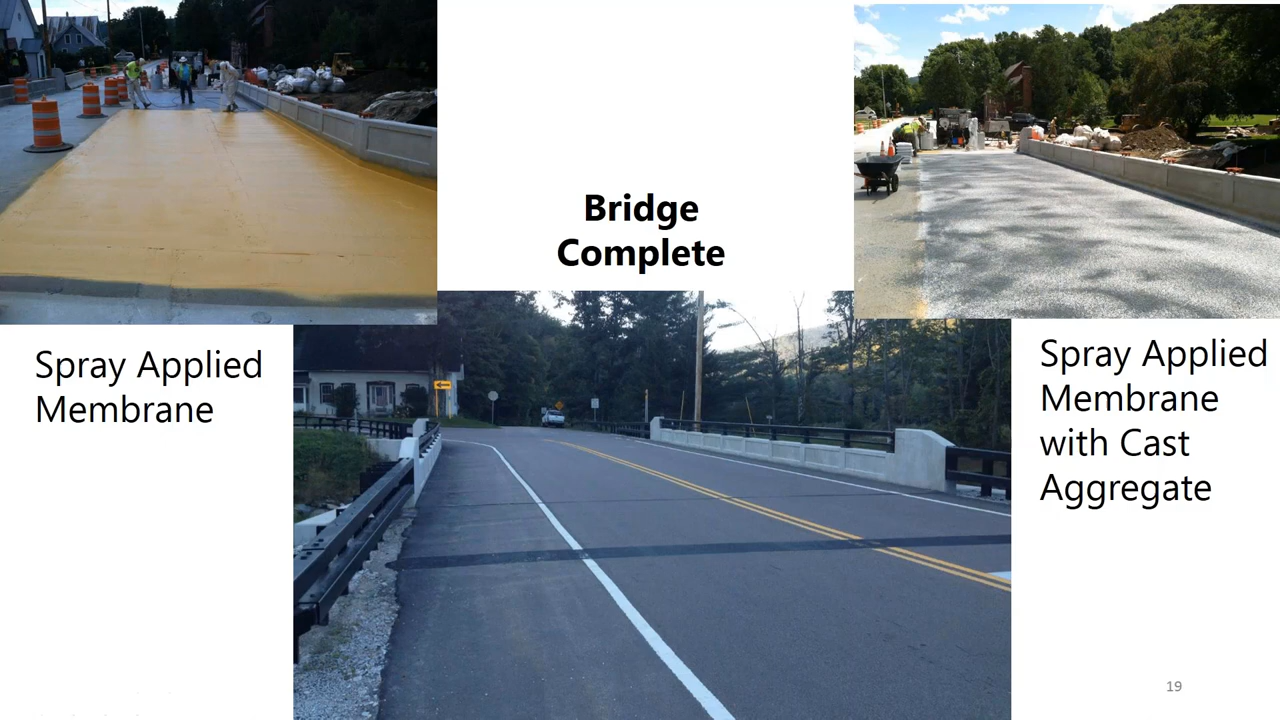 Bridge
Complete
Spray Applied
Membrane
Spray Applied
Membrane
with Cast
Aggregate
19